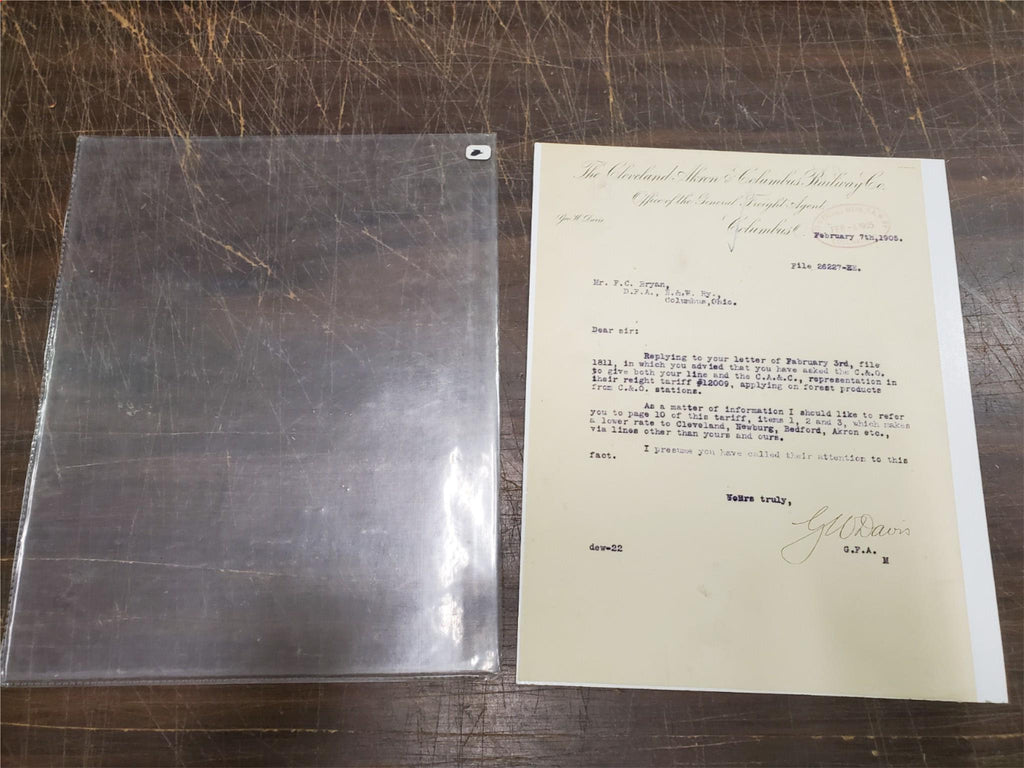 The Cleveland, Akron & Columbus Railway Co.
Office of the General Freight Agent
Geo. W. Davis
Columbus O.
February 7th,1905.
File 26227-EE.
Mr. F.C. Bryan,
D.F.A., N.&.W. Ry.,
Columbus,Ohio.
Dear sir:
Replying to your letter of Fabruary 3rd, file
1811, in which you advised that you have asked the C.&O.
to give both your line and the C.A.&.C., representation in
their reight tariff #12009, applying on forest products
from C.&O. stations.
As a matter of information I should like to refer
you to page 10 of this tariff, items 1, 2 and 3, which makes
a lower rate to Cleveland, Newburg, Bedford, Akron etc.,
via lines other than yours and ours.
I presume you have called their attention to this
fact.
Yours truly,
G W Davis
dew-22
G.F.A.
M